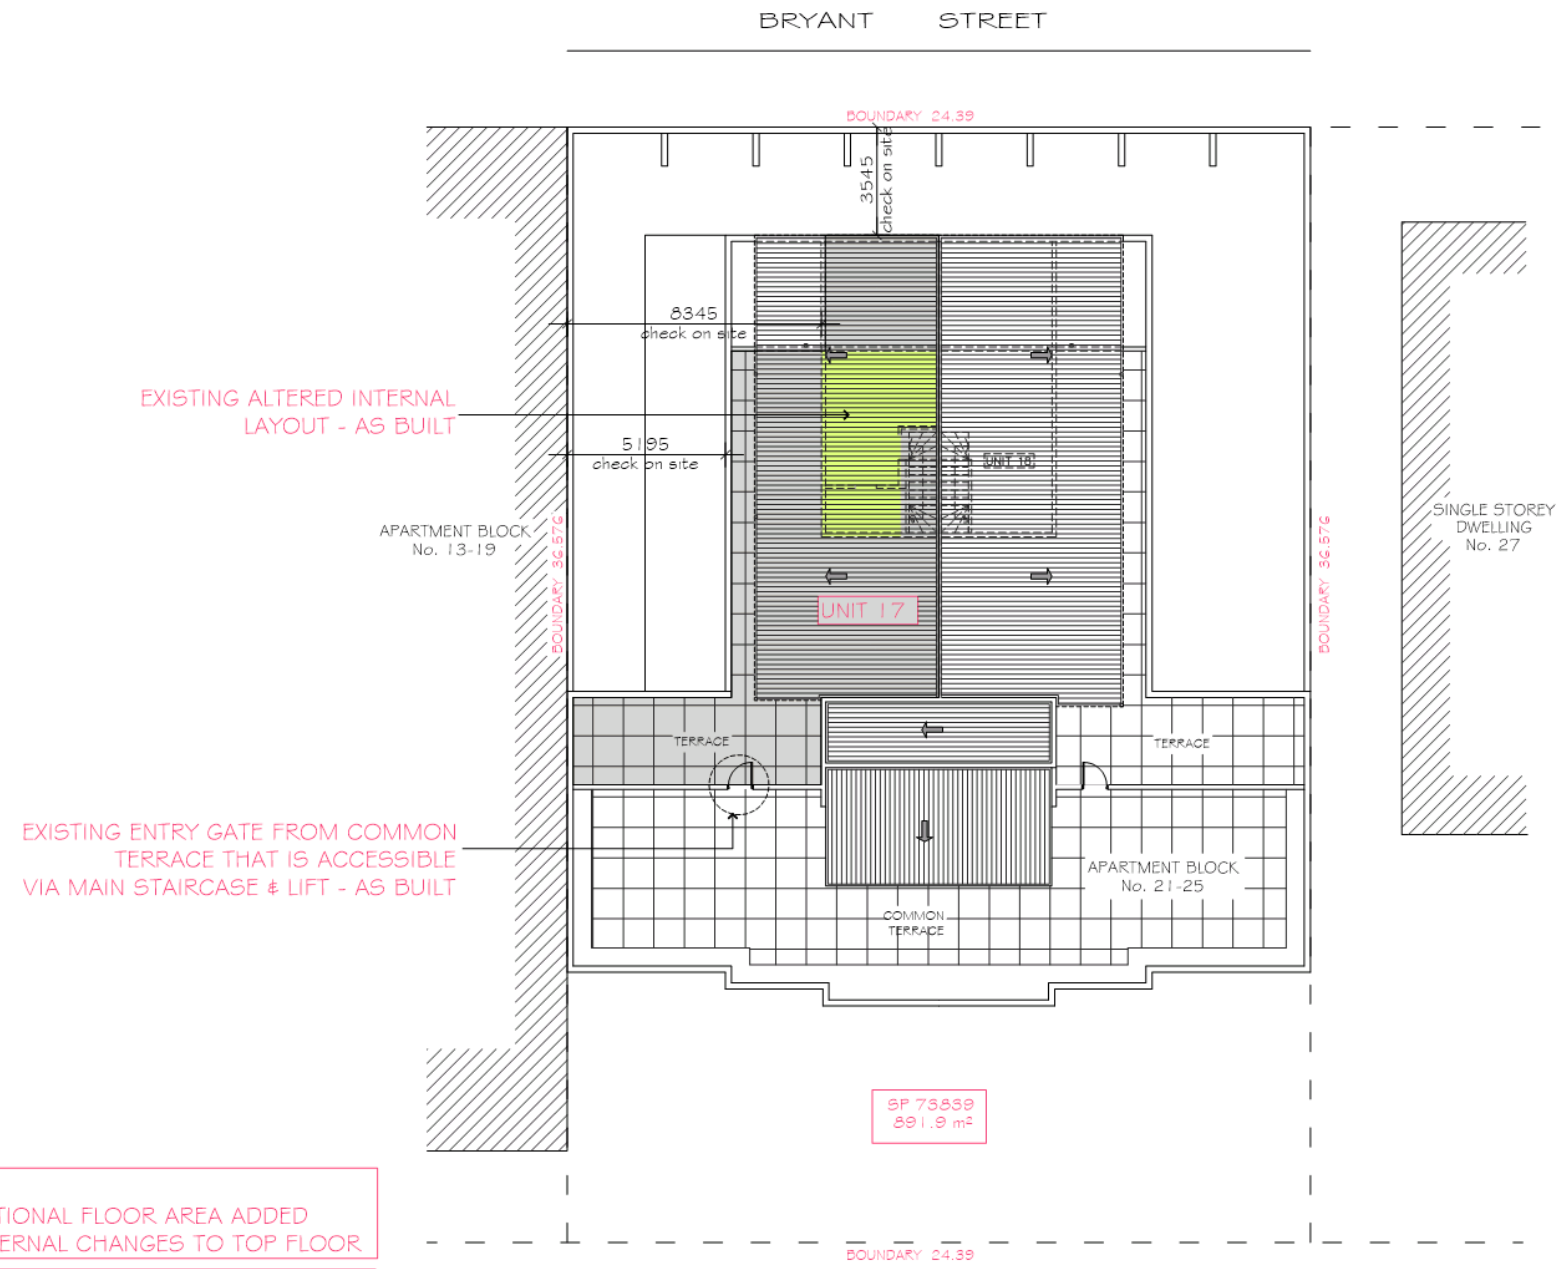 BRYANT STREET
BOUNDARY 24.39
3545
check on site
8345
check on site
EXISTING ALTERED INTERNAL
LAYOUT - AS BUILT
5195
check on site
UNIT 18
APARTMENT BLOCK
No. 13-19
BOUNDARY 36.576
BOUNDARY 36.576
SINGLE STOREY
DWELLING
No. 27
UNIT 17
TERRACE
TERRACE
EXISTING ENTRY GATE FROM COMMON
TERRACE THAT IS ACCESSIBLE
VIA MAIN STAIRCASE & LIFT - AS BUILT
APARTMENT BLOCK
No. 21-25
COMMON
TERRACE
SP 73839
891.9 m²
FLOOR AREA ADDED
CHANGES TO TOP FLOOR
BOUNDARY 24.39